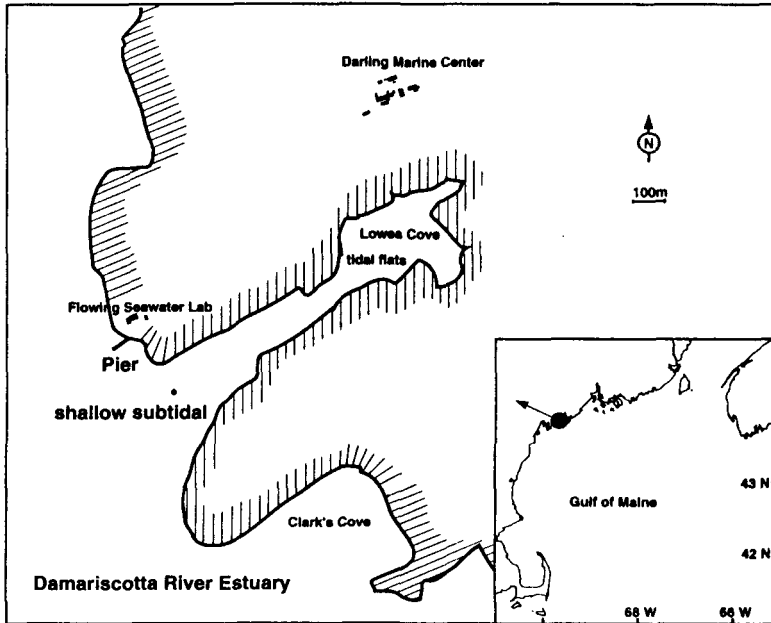 Darling Marine Center
N
100m
Lowes Cove
tidal flats
Flowing Seawater Lab
Pier
shallow subtidal
Clark's Cove
Damariscotta River Estuary
43 N
Gulf of Maine
42 N
68 W
66 W